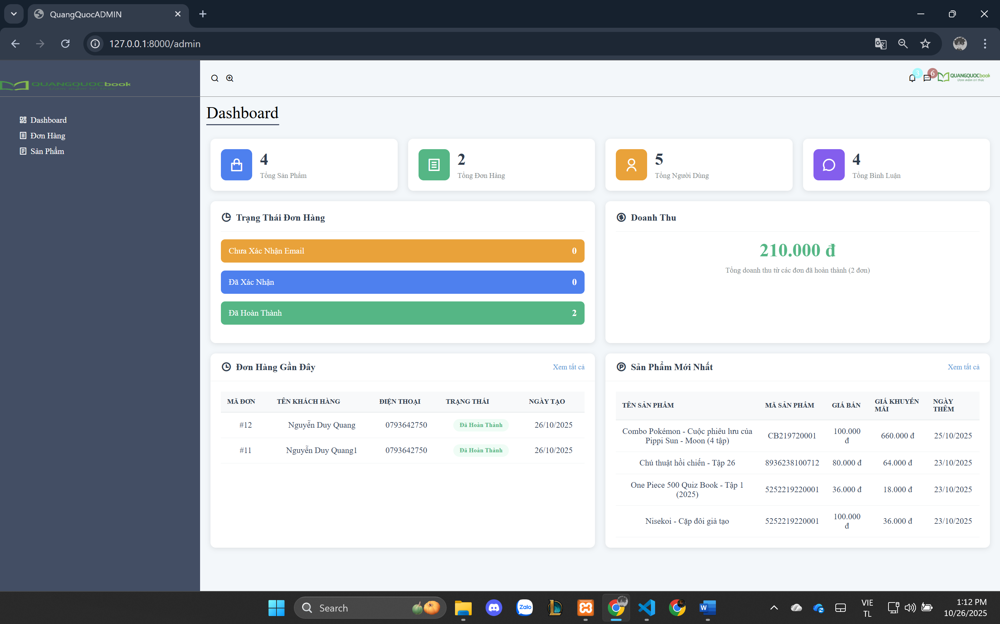 QuangQuocADMIN
127.0.0.1:8000/admin
QUANGQUOCbook
Ươm mầm tri thức
3
6
QUANGQUOCbook
Ươm mầm tri thức
Dashboard
Đơn Hàng
Sản Phẩm
Dashboard
4
Tổng Sản Phẩm
2
Tổng Đơn Hàng
5
Tổng Người Dùng
4
Tổng Bình Luận
Trạng Thái Đơn Hàng
Chưa Xác Nhận Email 0
Đã Xác Nhận 0
Đã Hoàn Thành 2
Doanh Thu
210.000 đ
Tổng doanh thu từ các đơn đã hoàn thành (2 đơn)
Đơn Hàng Gần Đây Xem tất cả
MÃ ĐƠN TÊN KHÁCH HÀNG ĐIỆN THOẠI TRẠNG THÁI NGÀY TẠO
#12 Nguyễn Duy Quang 0793642750 Đã Hoàn Thành 26/10/2025
#11 Nguyễn Duy Quang1 0793642750 Đã Hoàn Thành 26/10/2025
Sản Phẩm Mới Nhất Xem tất cả
TÊN SẢN PHẨM MÃ SẢN PHẨM GIÁ BÁN GIÁ KHUYẾN
MÃI NGÀY
THÊM
Combo Pokémon - Cuộc phiêu lưu của
Pippi Sun - Moon (4 tập) CB219720001 100.000
đ 660.000 đ 25/10/2025
Chú thuật hồi chiến - Tập 26 8936238100712 80.000 đ 64.000 đ 23/10/2025
One Piece 500 Quiz Book - Tập 1
(2025) 5252219220001 36.000 đ 18.000 đ 23/10/2025
Nisekoi - Cặp đôi giả tạo 5252219220001 100.000
đ 36.000 đ 23/10/2025
Search
Zalo
VIE
TL
1:12 PM
10/26/2025